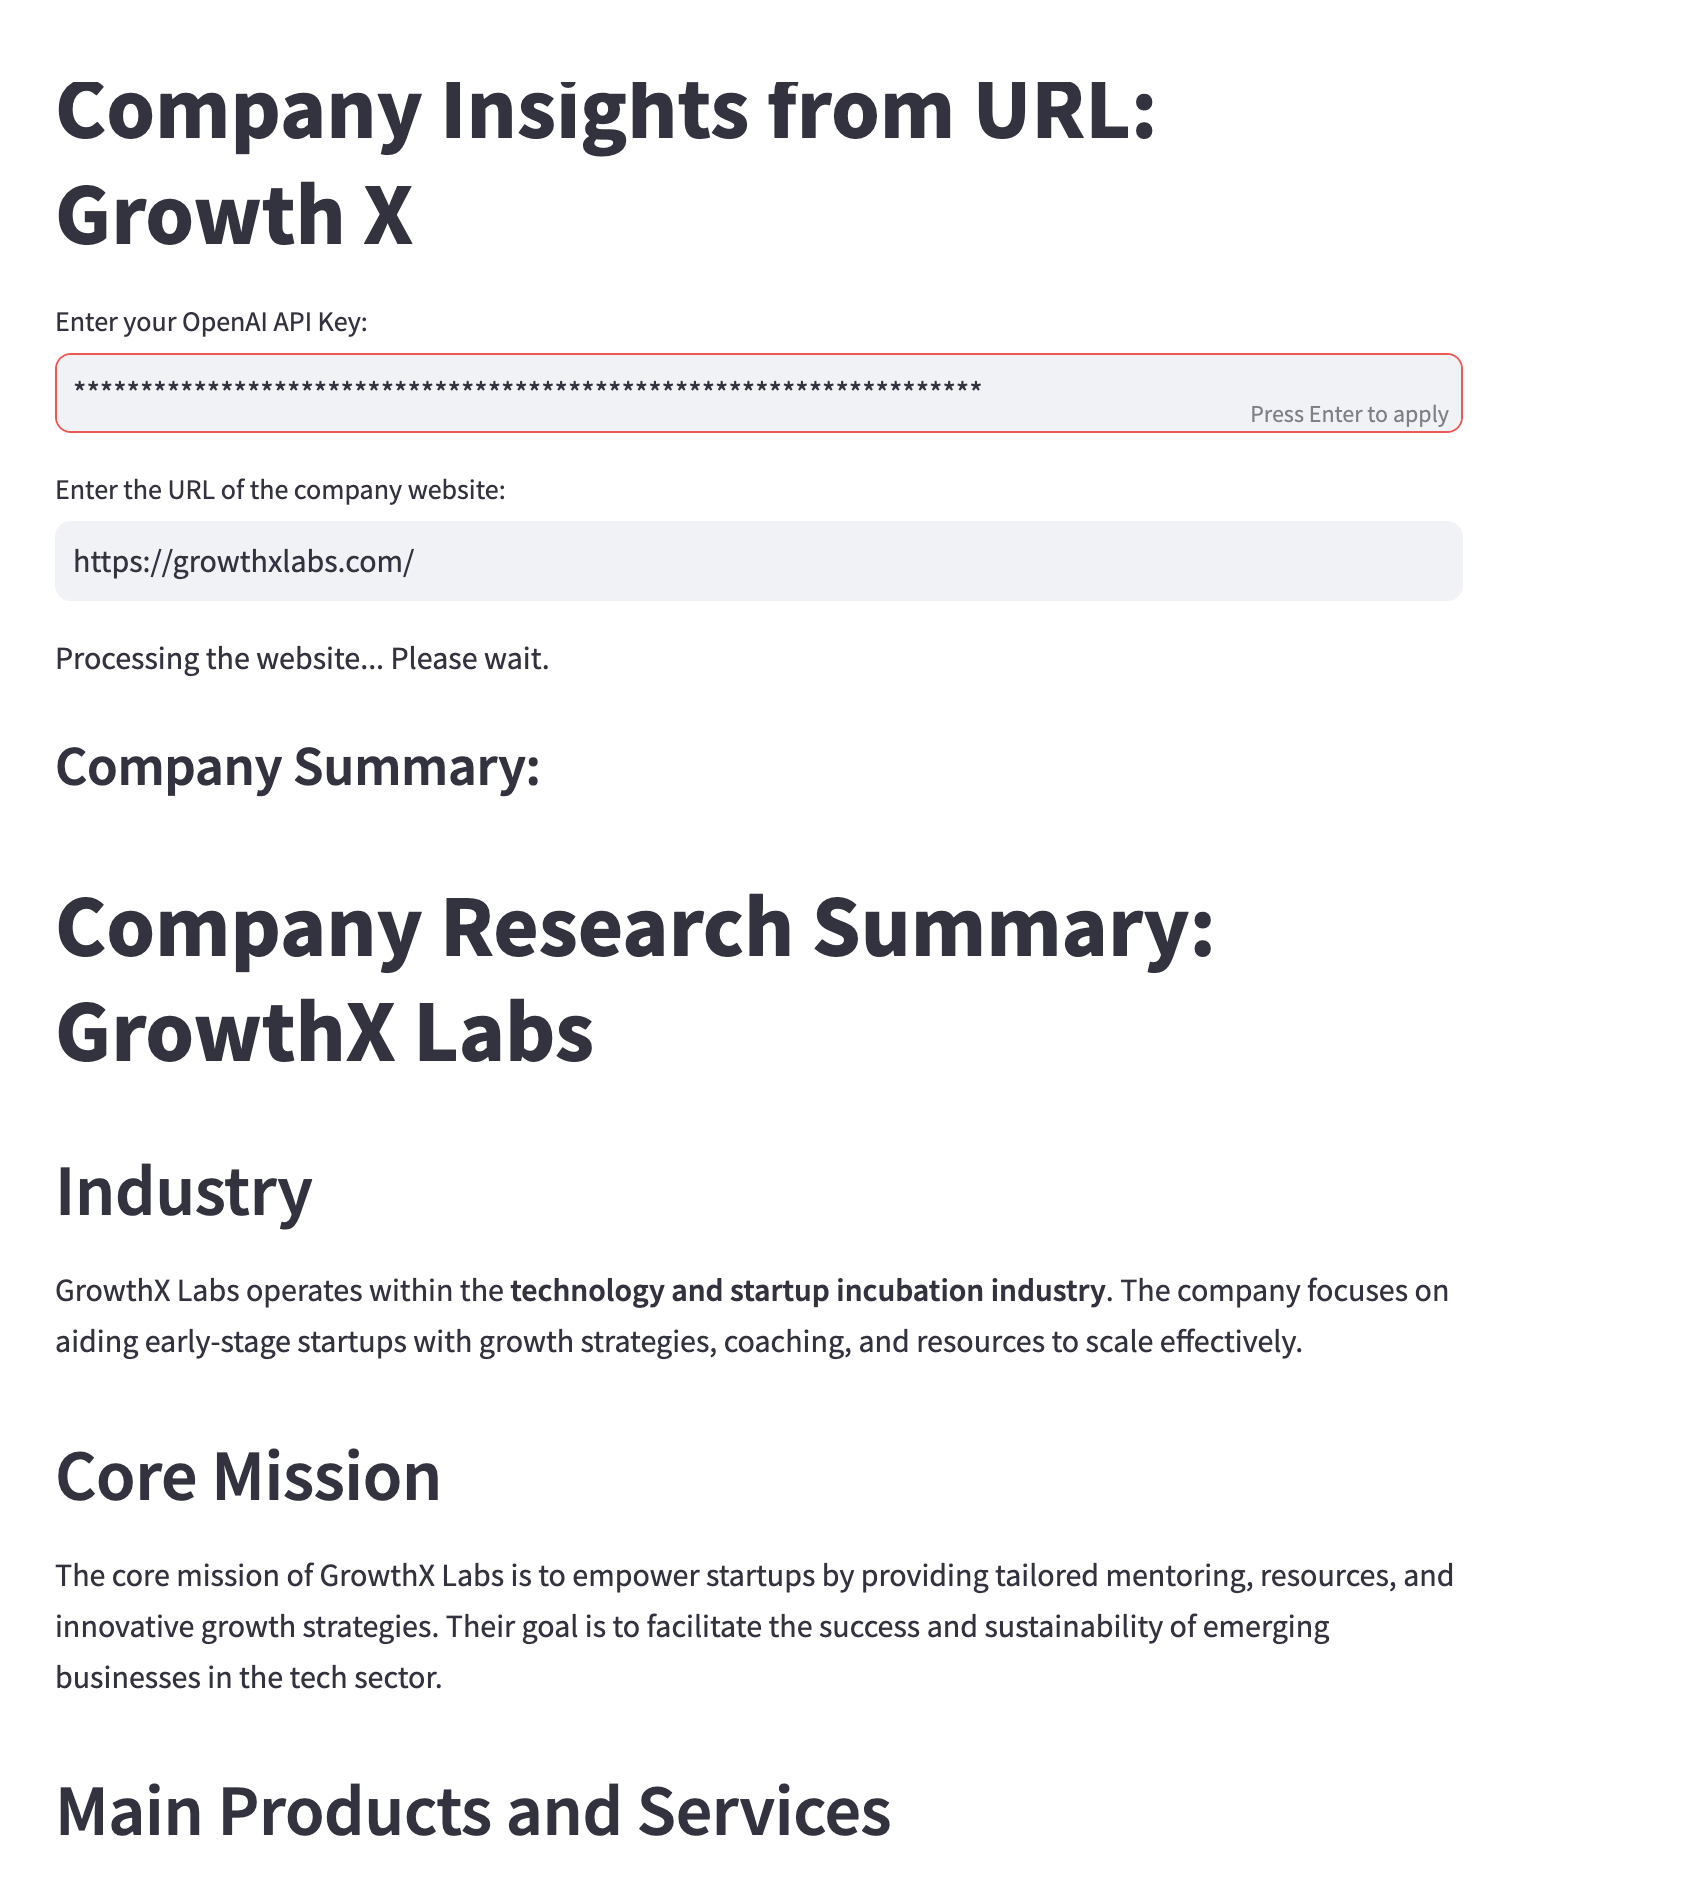 Company Insights from URL:
Growth X
Enter your OpenAI API Key:
********************************************************************
Press Enter to apply
Enter the URL of the company website:
https://growthxlabs.com/
Processing the website... Please wait.
Company Summary:
Company Research Summary:
GrowthX Labs
Industry
GrowthX Labs operates within the technology and startup incubation industry. The company focuses on
aiding early-stage startups with growth strategies, coaching, and resources to scale effectively.
Core Mission
The core mission of GrowthX Labs is to empower startups by providing tailored mentoring, resources, and
innovative growth strategies. Their goal is to facilitate the success and sustainability of emerging
businesses in the tech sector.
Main Products and Services